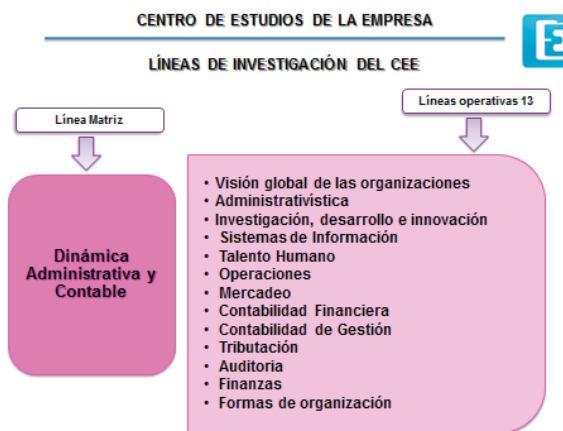 CENTRO DE ESTUDIOS DE LA EMPRESA
LÍNEAS DE INVESTIGACIÓN DEL CEE
Línea Matriz
Líneas operativas 13
Dinámica
Administrativa y
Contable
• Visión global de las organizaciones
• Administrativística
• Investigación, desarrollo e innovación
• Sistemas de Información
• Talento Humano
• Operaciones
• Mercadeo
• Contabilidad Financiera
• Contabilidad de Gestión
• Tributación
• Auditoria
• Finanzas
• Formas de organización